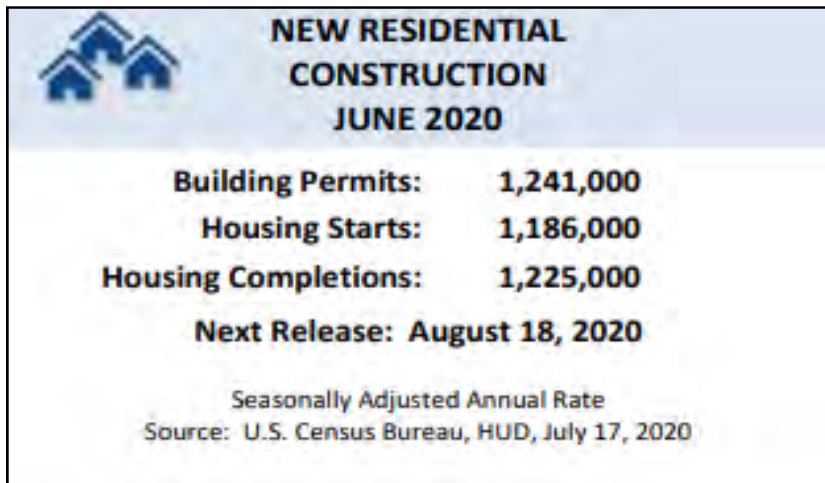 NEW RESIDENTIAL
CONSTRUCTION
JUNE 2020
Building Permits: 1,241,000
Housing Starts: 1,186,000
Housing Completions: 1,225,000
Next Release: August 18, 2020
Seasonally Adjusted Annual Rate
Source: U.S. Census Bureau, HUD, July 17, 2020